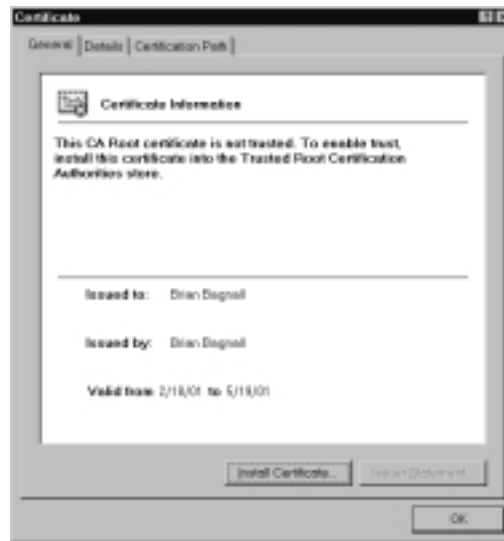 Certificate
General Details Certification Path
Certificate Information
This CA Root certificate is not trusted. To enable trust,
install this certificate into the Trusted Root Certification
Authorities store.
Issued to: Brian Bagnall
Issued by: Brian Bagnall
Valid from 2/18/01 to 5/19/01
Install Certificate... Issuer Statement...
OK